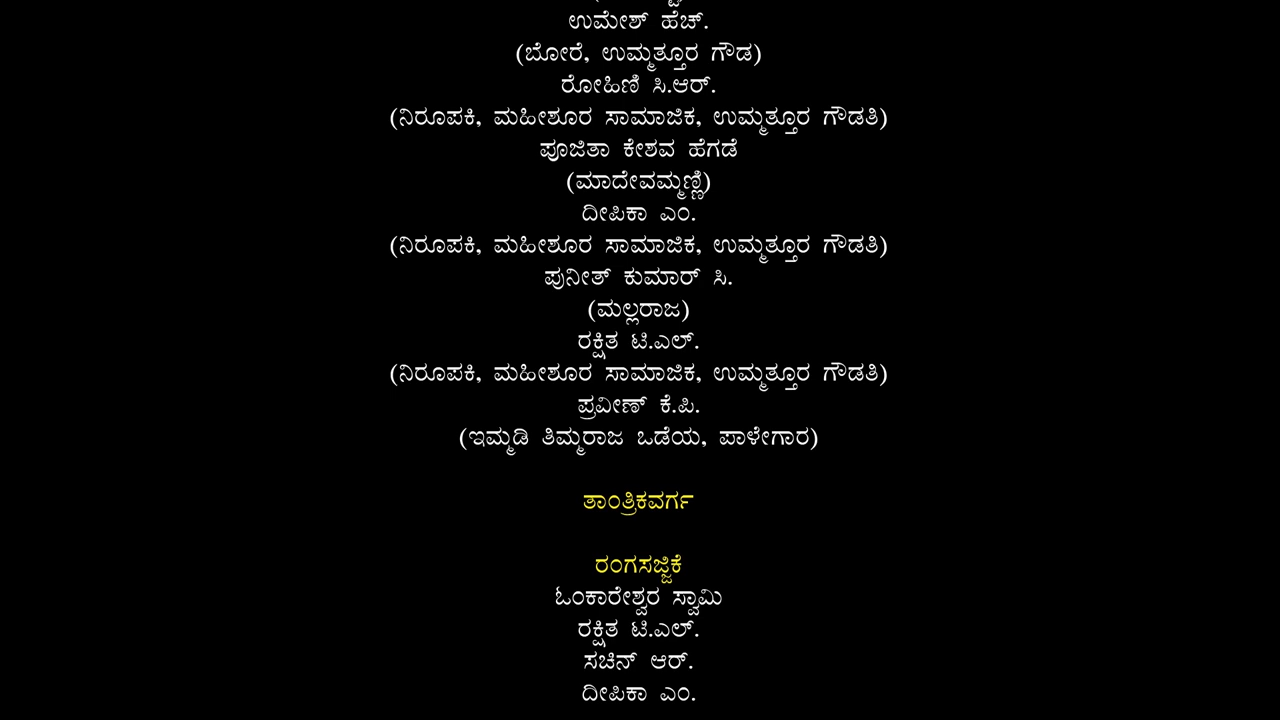 ಉಮೇಶ್ ಹೆಚ್.
(ಬೋರೆ, ಉಮ್ಮತ್ತೂರ ಗೌಡ)
ರೋಹಿಣಿ ಸಿ.ಆರ್.
(ನಿರೂಪಕಿ, ಮಹೀಶೂರ ಸಾಮಾಜಿಕ, ಉಮ್ಮತ್ತೂರ ಗೌಡತಿ)
ಪೂಜಿತಾ ಕೇಶವ ಹೆಗಡೆ
(ಮಾದೇವಮ್ಮಣ್ಣಿ)
ದೀಪಿಕಾ ಎಂ.
(ನಿರೂಪಕಿ, ಮಹೀಶೂರ ಸಾಮಾಜಿಕ, ಉಮ್ಮತ್ತೂರ ಗೌಡತಿ)
ಪುನೀತ್ ಕುಮಾರ್ ಸಿ.
(ಮಲ್ಲರಾಜ)
ರಕ್ಷಿತ ಟಿ.ಎಲ್.
(ನಿರೂಪಕಿ, ಮಹೀಶೂರ ಸಾಮಾಜಿಕ, ಉಮ್ಮತ್ತೂರ ಗೌಡತಿ)
ಪ್ರವೀಣ್ ಕೆ.ಪಿ.
(ಇಮ್ಮಡಿ ತಿಮ್ಮರಾಜ ಒಡೆಯ, ಪಾಳೇಗಾರ)
ತಾಂತ್ರಿಕವರ್ಗ
ರಂಗಸಜ್ಜಿಕೆ
ಓಂಕಾರೇಶ್ವರ ಸ್ವಾಮಿ
ರಕ್ಷಿತ ಟಿ.ಎಲ್.
ಸಚಿನ್ ಆರ್.
ದೀಪಿಕಾ ಎಂ.